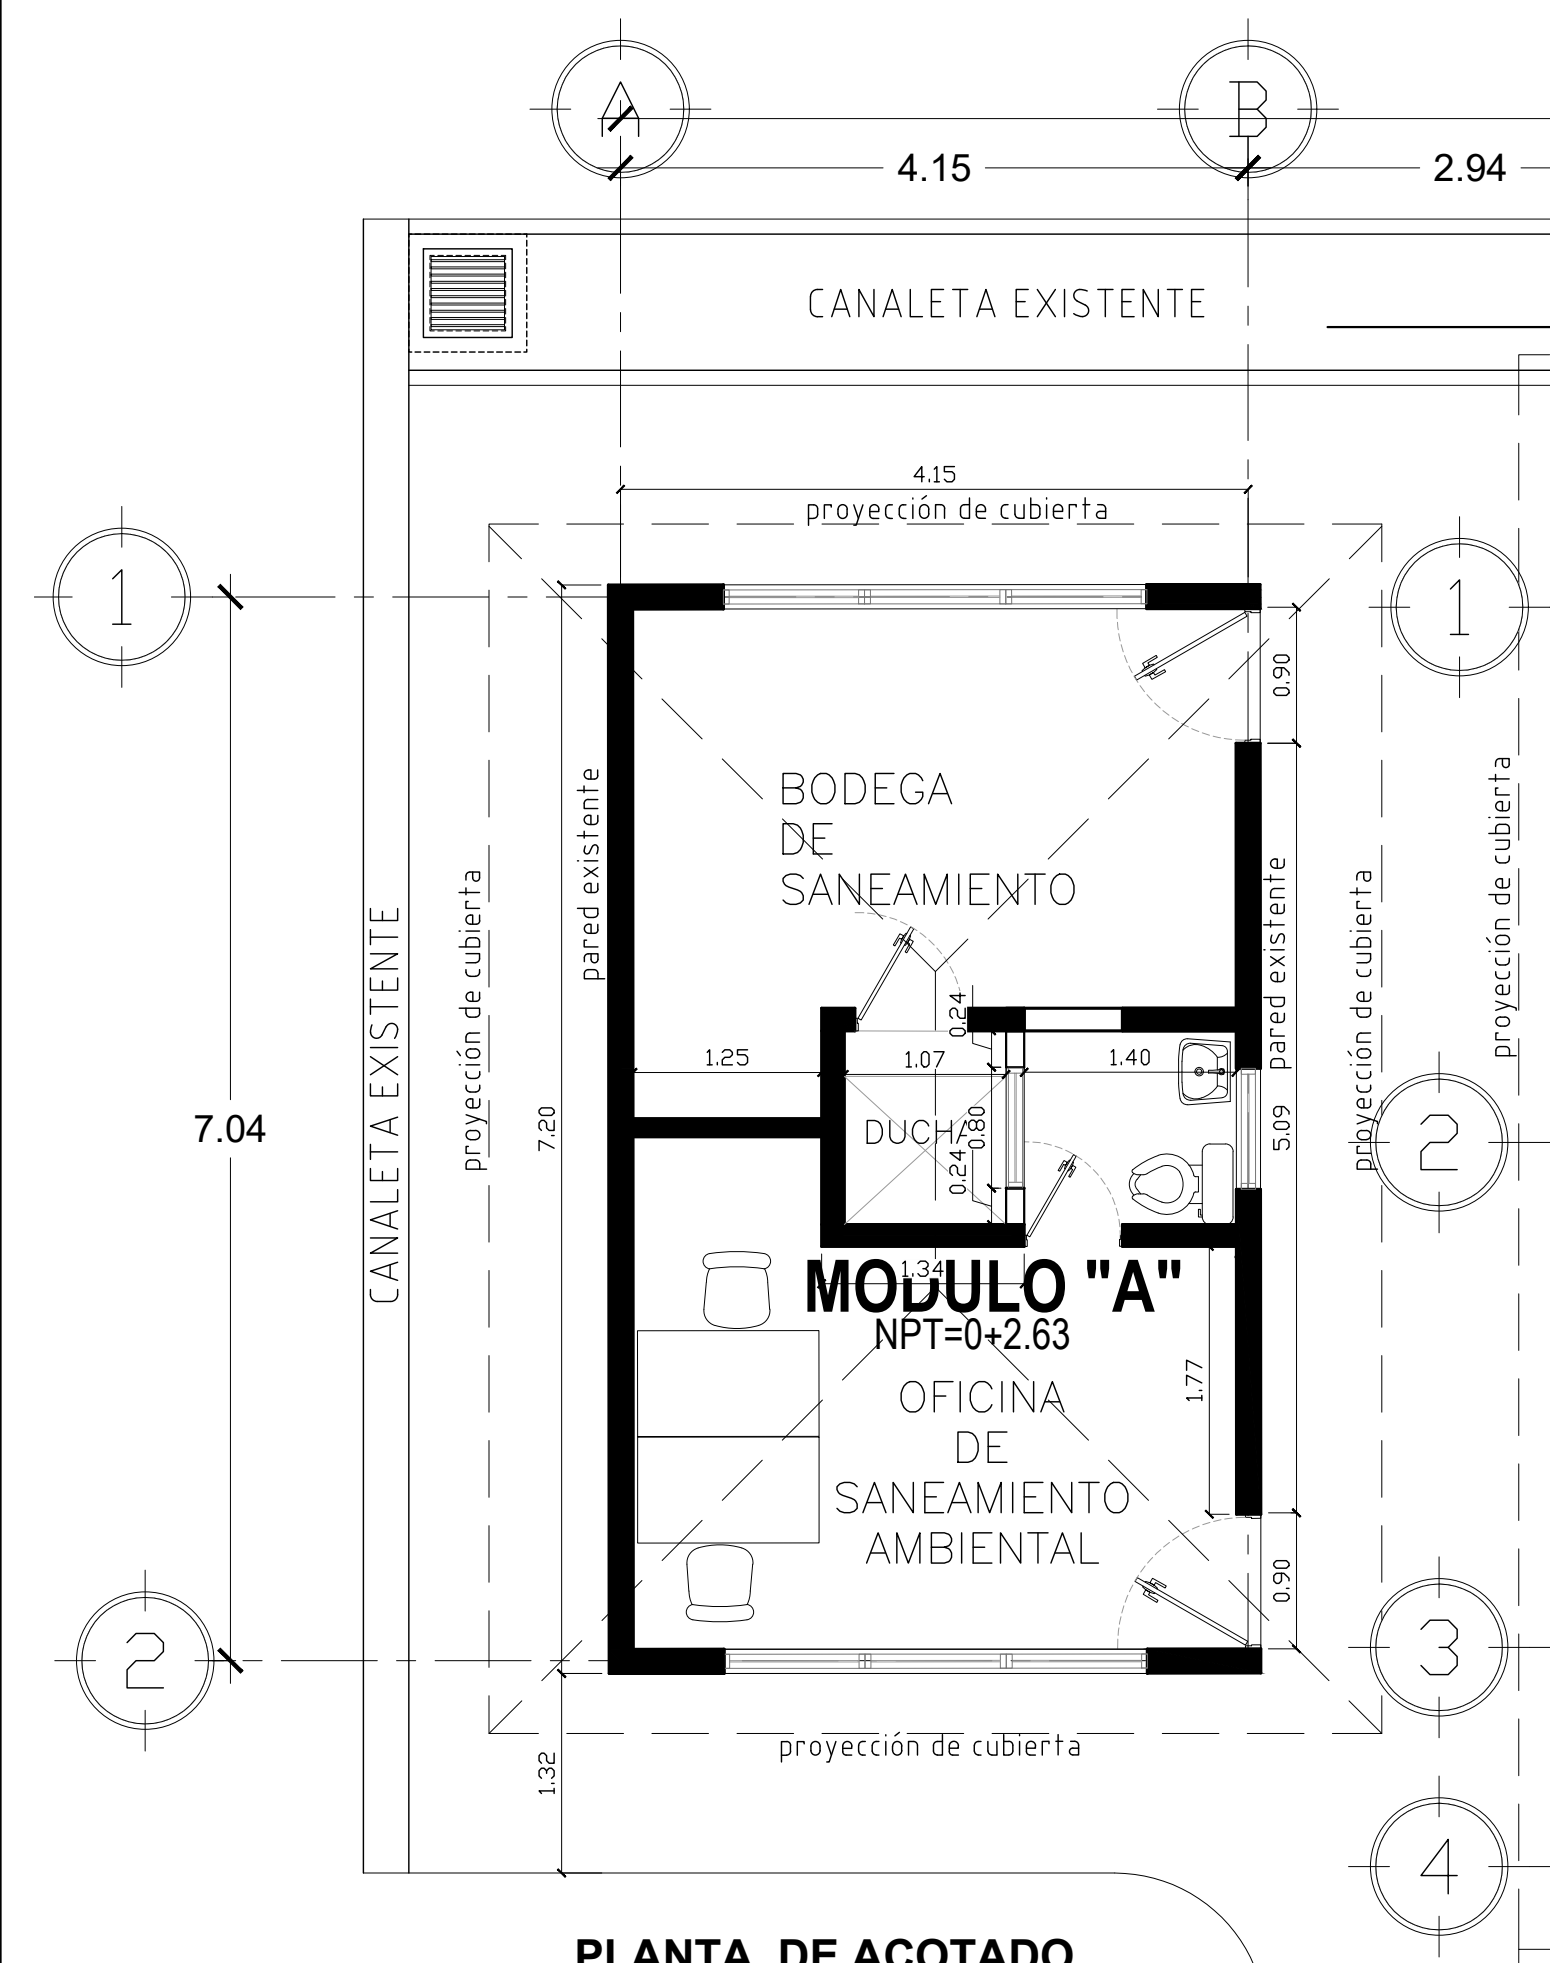 A
B
4.15
2.94
CANALETA EXISTENTE
4.15
proyección de cubierta
1
1
0.90
BODEGA
DE
SANEAMIENTO
pared existente
proyección de cubierta
CANALETA EXISTENTE
pared existente
proyección de cubierta
proyección de cubierta
0.24
1.25
1.07
1.40
7.04
7.20
DUCHA
0.80
0.24
5.09
2
1.34
MODULO "A"
NPT=0+2.63
1.77
OFICINA
DE
SANEAMIENTO
AMBIENTAL
0.90
2
3
proyección de cubierta
1.32
4
PLANTA DE ACOTADO